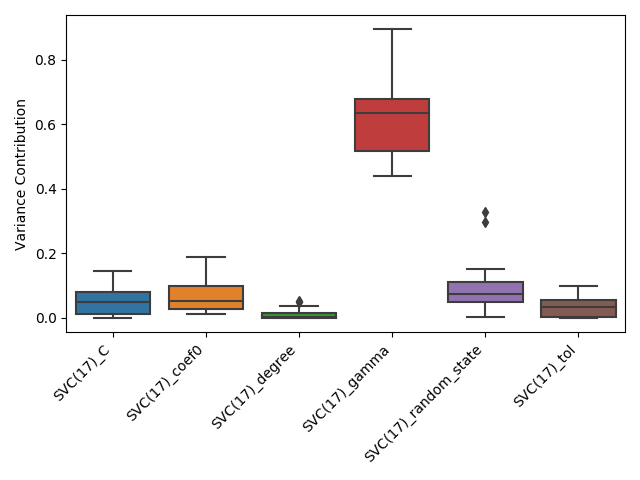 Variance Contribution
0.8
0.6
0.4
0.2
0.0
SVC(17)_C
SVC(17)_coef0
SVC(17)_degree
SVC(17)_gamma
SVC(17)_random_state
SVC(17)_tol